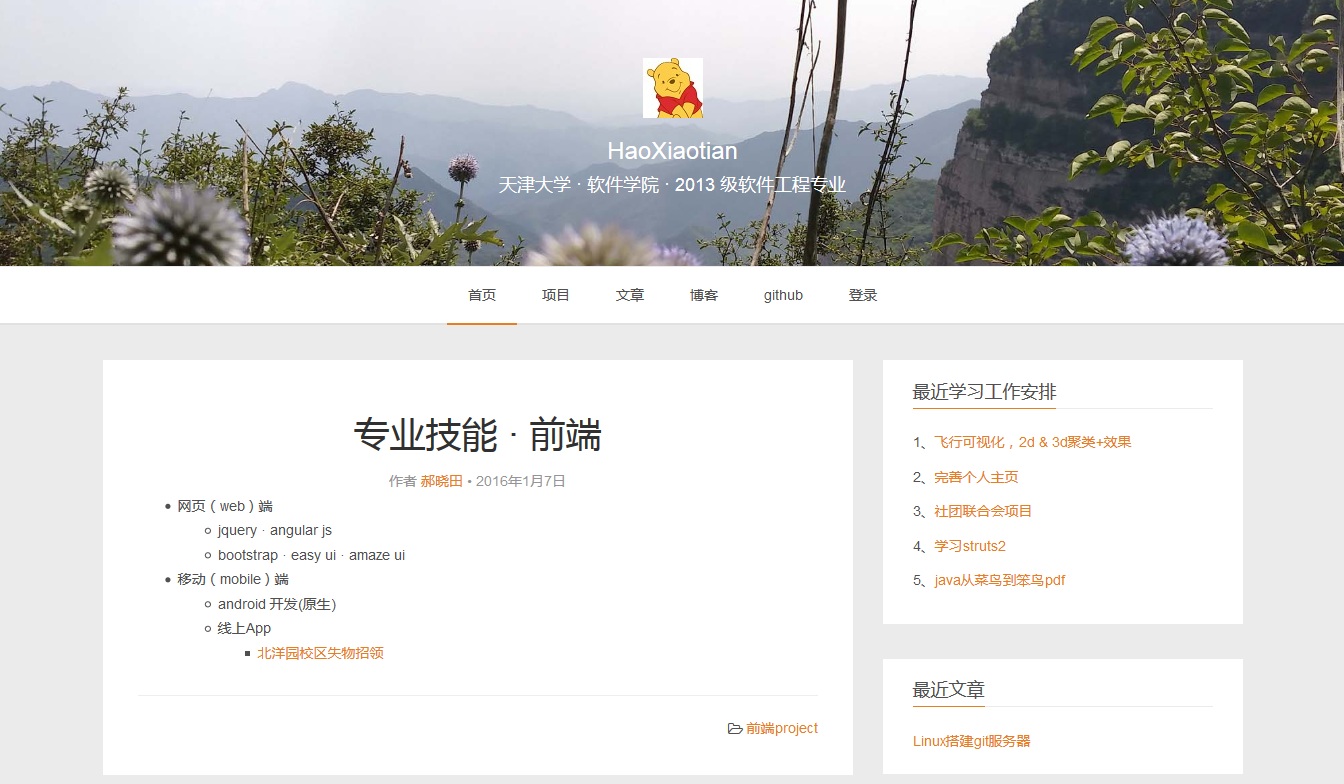 HaoXiaotian
天津大学 · 软件学院 · 2013 级软件工程专业
首页 项目 文章 博客 github 登录
专业技能 · 前端
作者 郝晓田 • 2016年1月7日
网页（web）端
jquery · angular js
bootstrap · easy ui · amaze ui
移动（mobile）端
android 开发(原生)
线上App
北洋园校区失物招领
前端project
最近学习工作安排
1、飞行可视化，2d & 3d聚类+效果
2、完善个人主页
3、社团联合会项目
4、学习struts2
5、java从菜鸟到笨鸟pdf
最近文章
Linux搭建git服务器